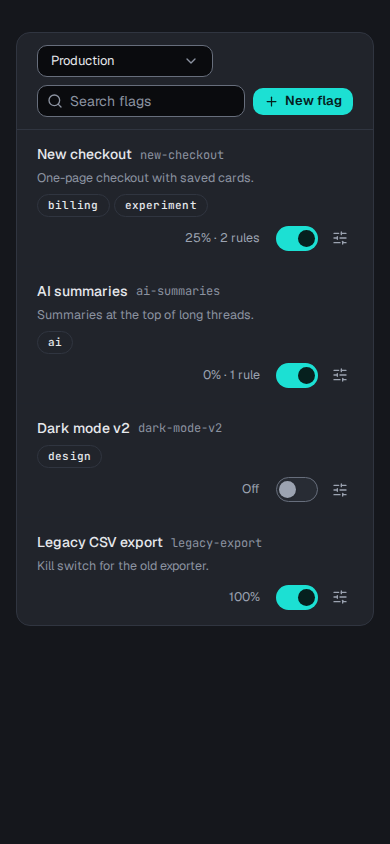 Production
Search flags
New flag
New checkout new-checkout
One-page checkout with saved cards.
billing experiment
25% · 2 rules
AI summaries ai-summaries
Summaries at the top of long threads.
ai
0% · 1 rule
Dark mode v2 dark-mode-v2
design
Off
Legacy CSV export legacy-export
Kill switch for the old exporter.
100%